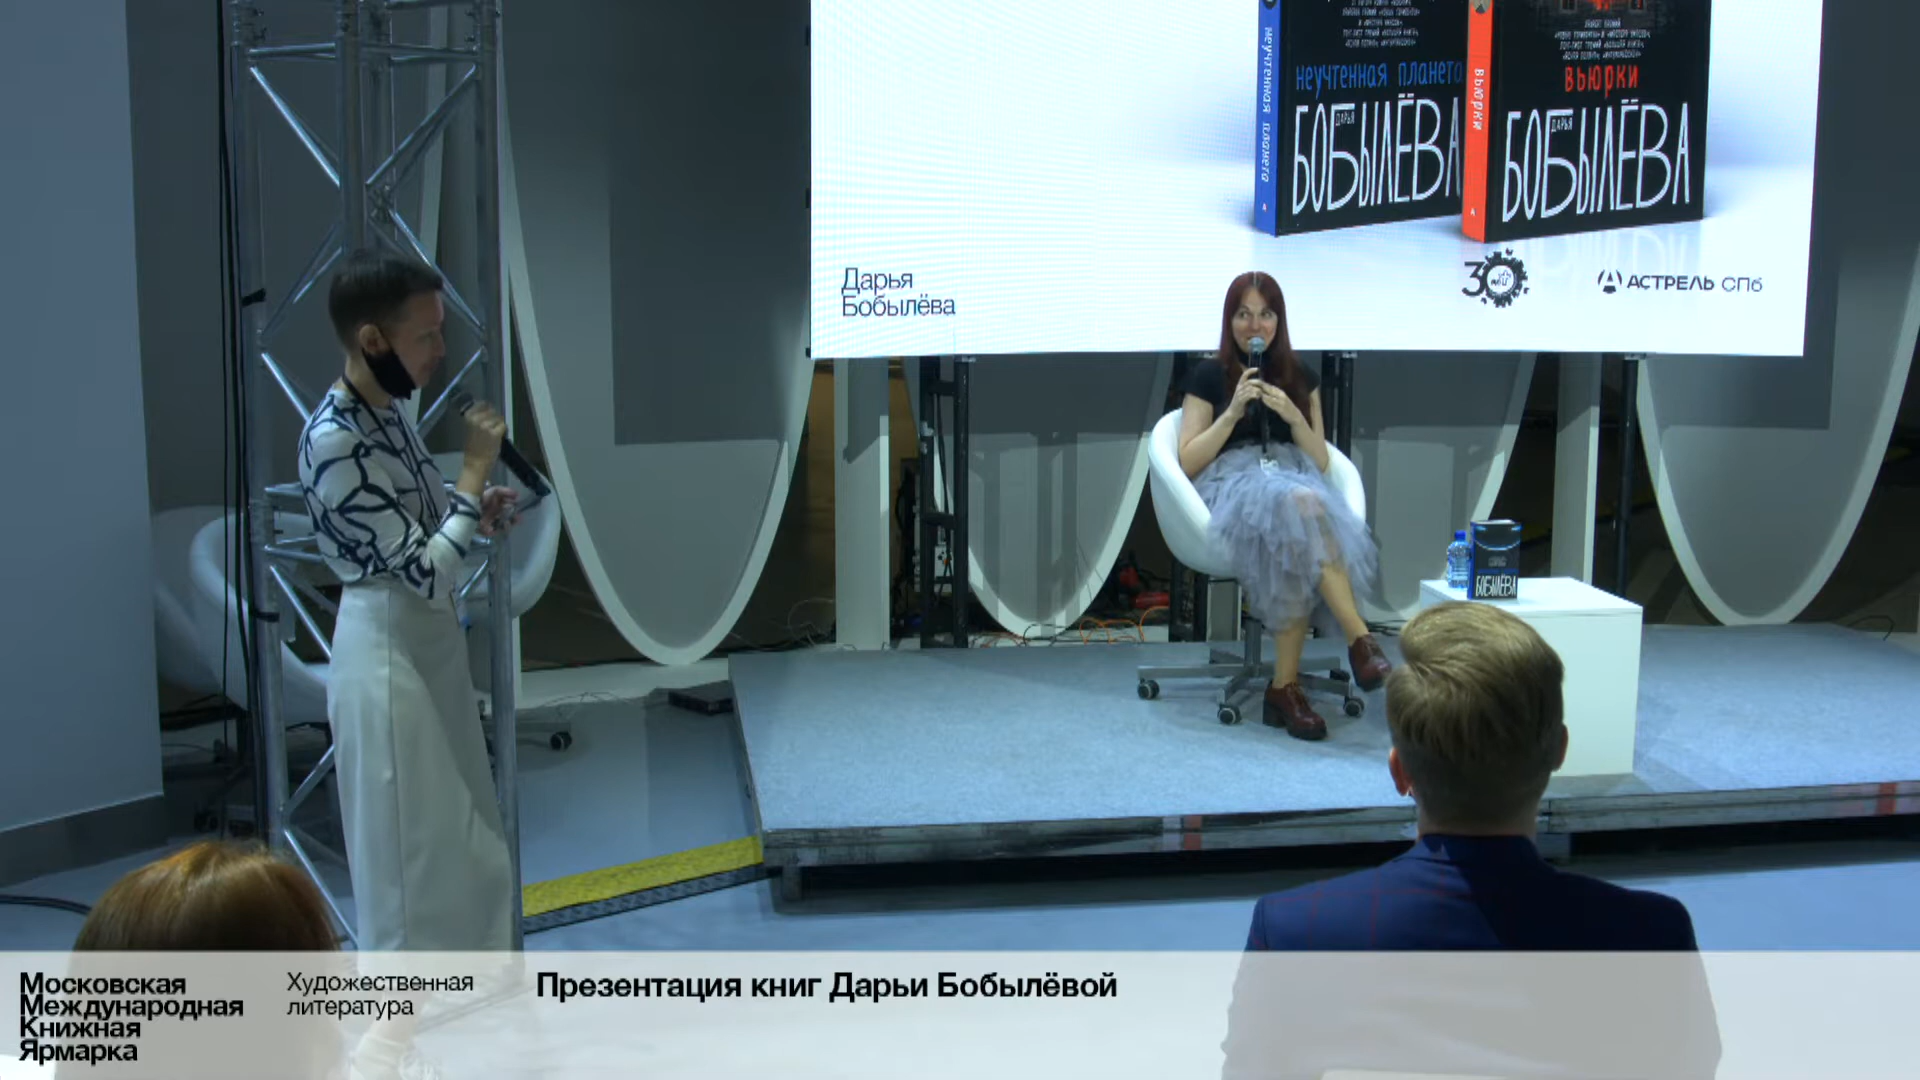 неучтенная планета
неучтенная планета
ДАРЬЯ
БОБЫЛЁВА
вьюрки
вьюрки
ДАРЬЯ
БОБЫЛЁВА
Дарья
Бобылёва
30
АСТРЕЛЬ СПб
БОБЫЛЁВА
Московская
Международная
Книжная
Ярмарка
Художественная
литература
Презентация книг Дарьи Бобылёвой